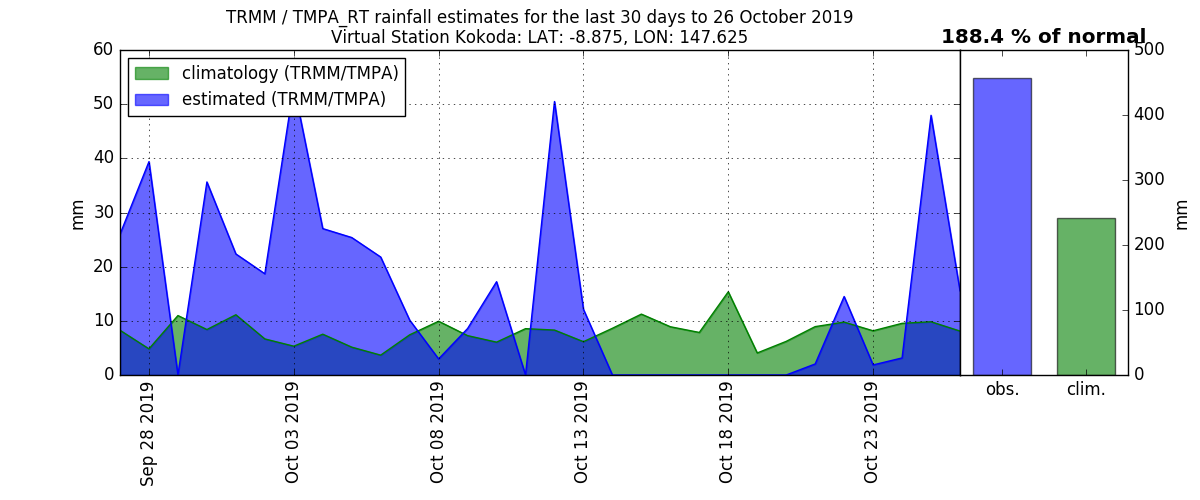 TRMM / TMPA_RT rainfall estimates for the last 30 days to 26 October 2019
Virtual Station Kokoda: LAT: -8.875, LON: 147.625
188.4 % of normal
climatology (TRMM/TMPA)
estimated (TRMM/TMPA)
60
50
40
30
20
10
0
mm
500
400
300
200
100
0
mm
obs.
clim.
Sep 28 2019
Oct 03 2019
Oct 08 2019
Oct 13 2019
Oct 18 2019
Oct 23 2019